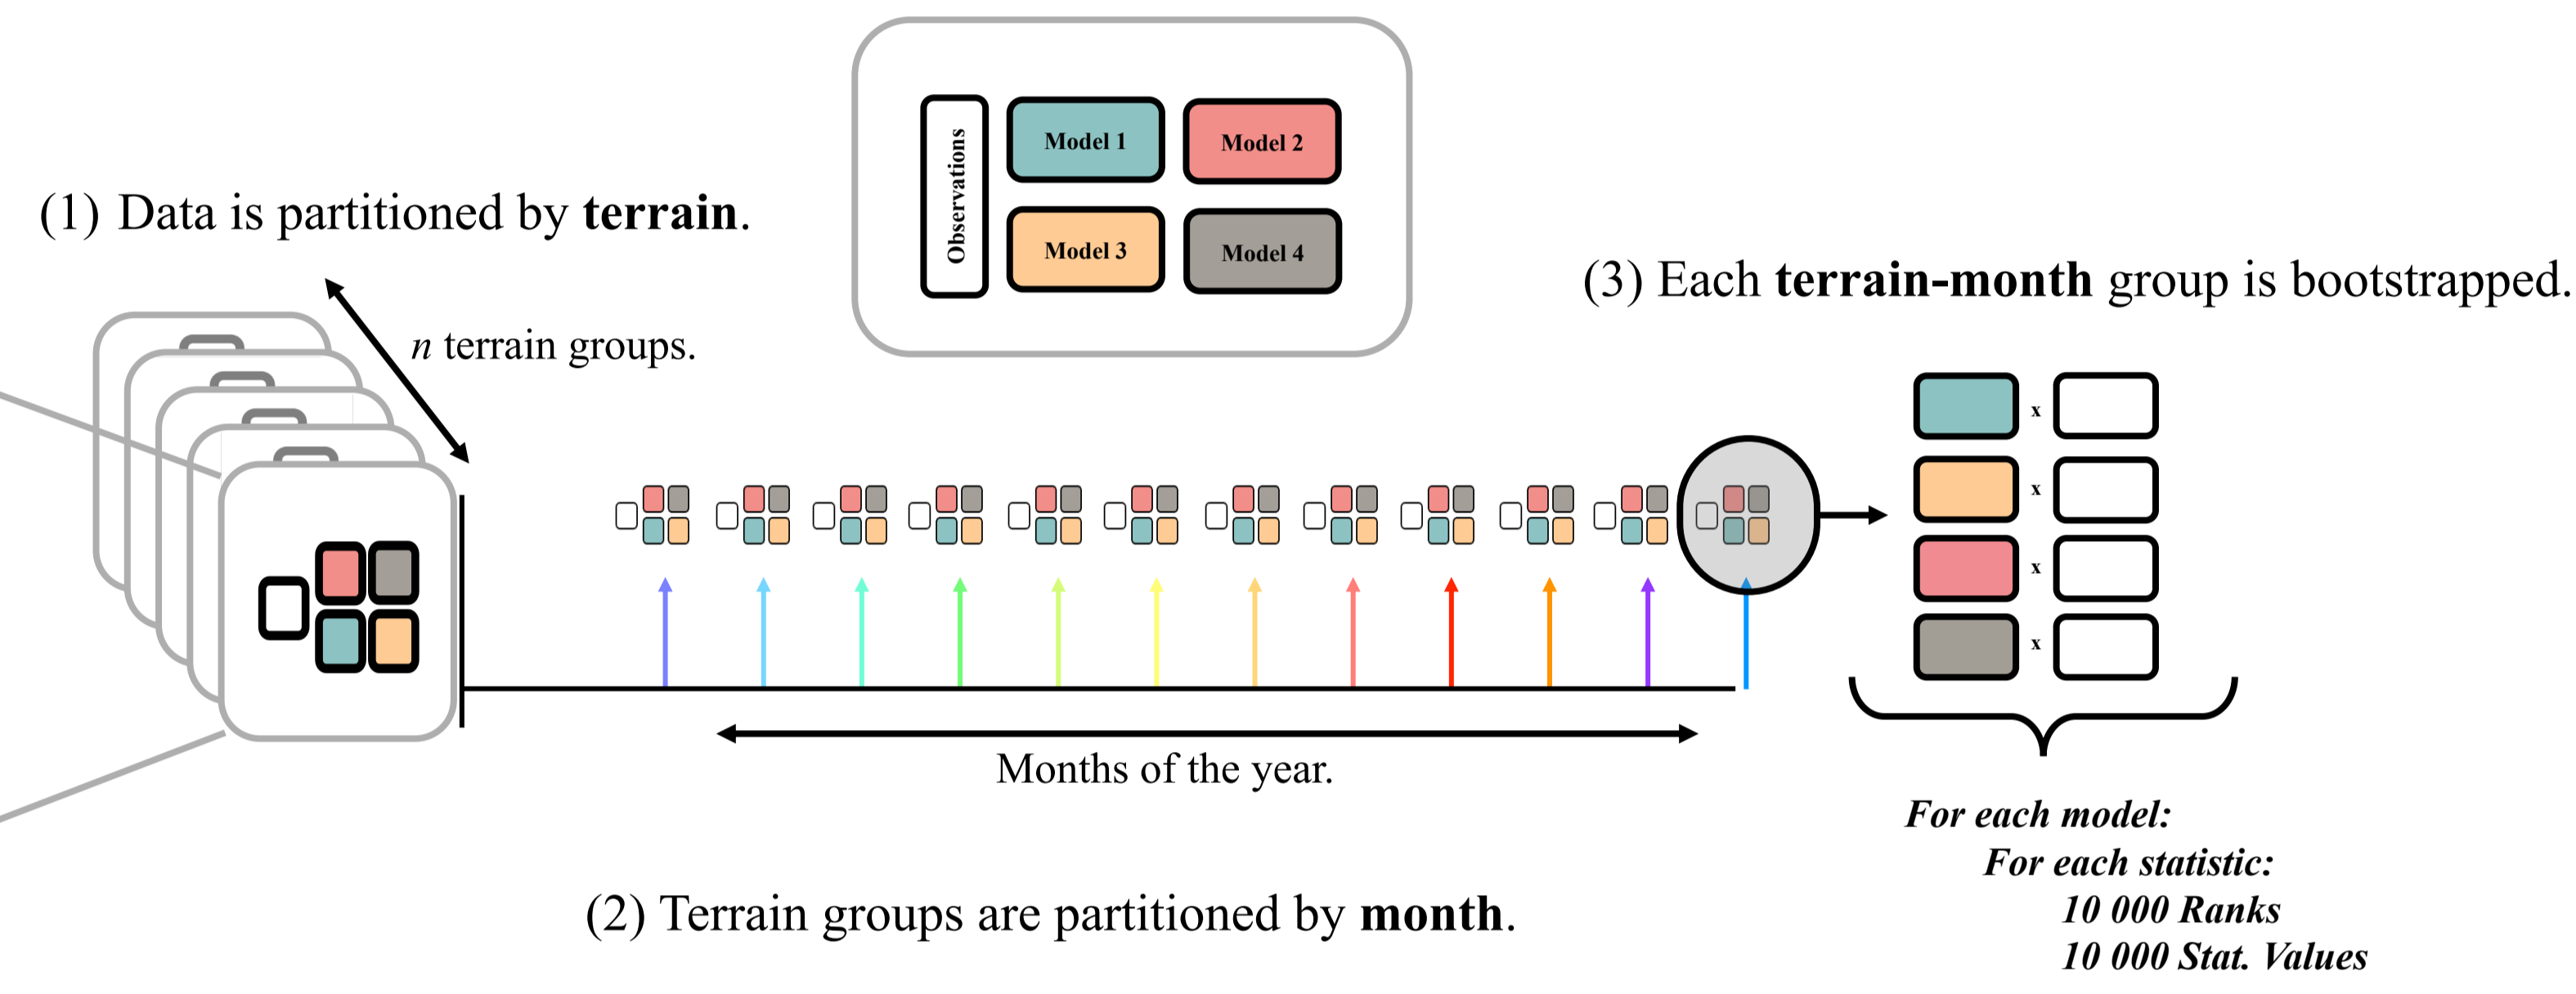 (1) Data is partitioned by terrain.
n terrain groups.
Observations
Model 1
Model 2
Model 3
Model 4
(3) Each terrain-month group is bootstrapped.
x
x
x
x
Months of the year.
(2) Terrain groups are partitioned by month.
For each model:
For each statistic:
10 000 Ranks
10 000 Stat. Values